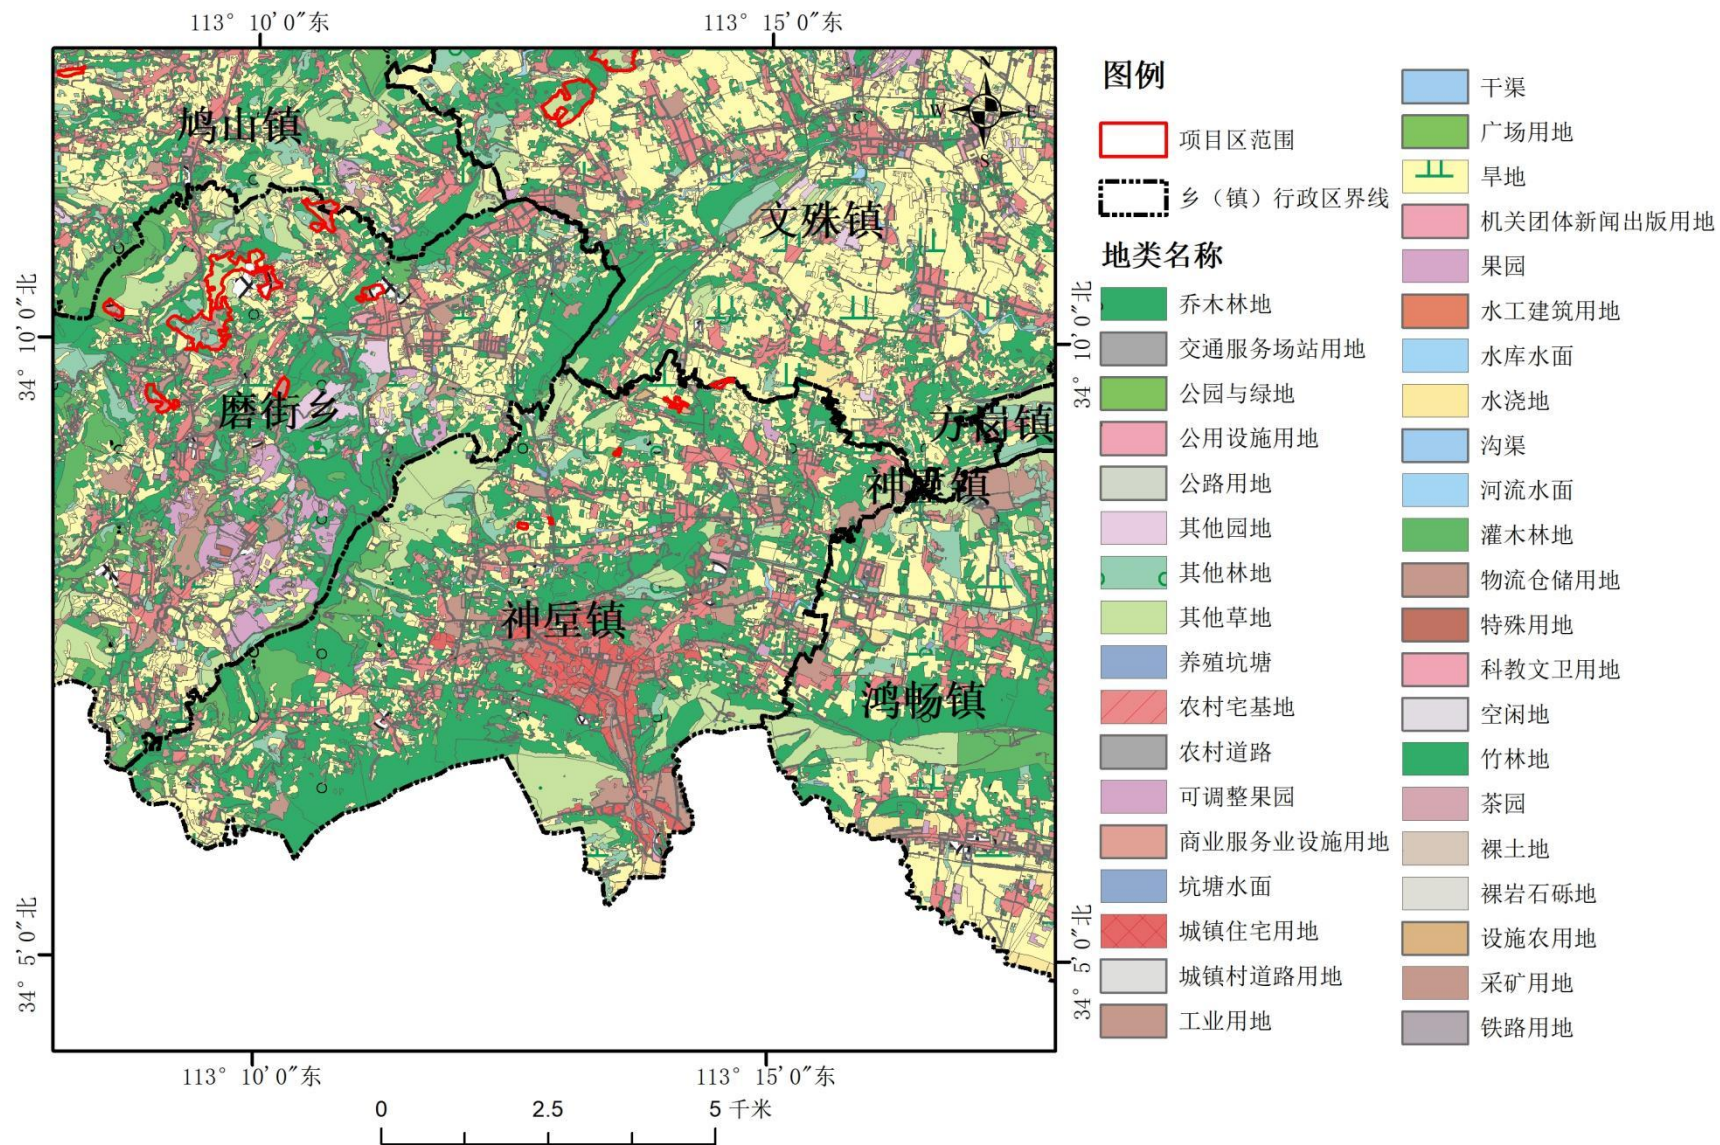 113° 10′0″东
113° 15′0″东
鸠山镇
文殊镇
磨街乡
方岗镇
神垕镇
神垕镇
鸿畅镇
N
W
E
S
34° 10′0″北
34° 10′0″北
34° 5′0″北
34° 5′0″北
113° 10′0″东
113° 15′0″东
0
2.5
5 千米
图例
项目区范围
乡（镇）行政区界线
地类名称
乔木林地
交通服务场站用地
公园与绿地
公用设施用地
公路用地
其他园地
其他林地
其他草地
养殖坑塘
农村宅基地
农村道路
可调整果园
商业服务业设施用地
坑塘水面
城镇住宅用地
城镇村道路用地
工业用地
干渠
广场用地
旱地
机关团体新闻出版用地
果园
水工建筑用地
水库水面
水浇地
沟渠
河流水面
灌木林地
物流仓储用地
特殊用地
科教文卫用地
空闲地
竹林地
茶园
裸土地
裸岩石砾地
设施农用地
采矿用地
铁路用地